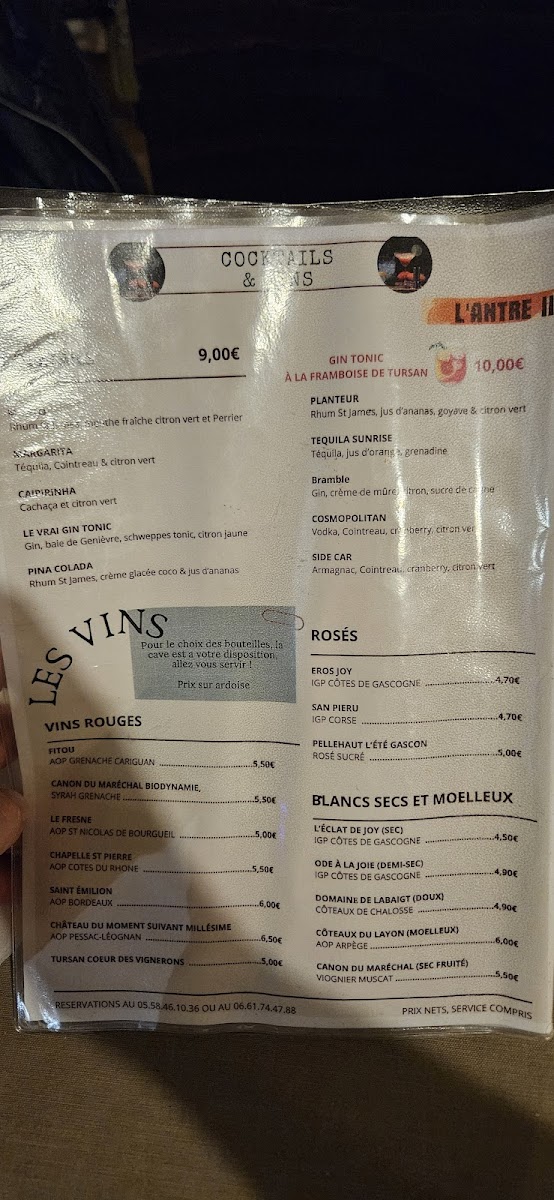 COCKTAILS
&
L'ANTRE
9,00€
GIN TONIC
À LA FRAMBOISE DE TURSAN
10,00€
fraîche citron vert et Perrier
MARGARITA
Téquila, Cointreau & citron vert
CAIPIRINHA
Cachaça et citron vert
LE VRAI GIN TONIC
Gin, baie de Genièvre, schweppes tonic, citron jaune
PINA COLADA
Rhum St James, crème glacée coco & jus d'ananas
PLANTEUR
Rhum St James, jus d'ananas, goyave & citron vert
TEQUILA SUNRISE
Téquila, jus d'orange, grenadine
Bramble
Gin, crème de mûre, citron, sucre de canne
COSMOPOLITAN
Vodka, Cointreau, cranberry, citron vert
SIDE CAR
Armagnac, Cointreau, cranberry, citron vert
LES VINS
Pour le choix des bouteilles, la
cave est a votre disposition,
allez vous servir !
Prix sur ardoise
VINS ROUGES
FITOU
AOP GRENACHE CARIGUAN 5,50€
CANON DU MARÉCHAL BIODYNAMIE,
SYRAH GRENACHE 5,50€
LE FRESNE
AOP ST NICOLAS DE BOURGUEIL 5,00€
CHAPELLE ST PIERRE
AOP COTES DU RHONE 5,50€
SAINT ÉMILION
AOP BORDEAUX 6,00€
CHÂTEAU DU MOMENT SUIVANT MILLÉSIME
AOP PESSAC-LÉOGNAN 6,50€
TURSAN COEUR DES VIGNERONS 5,00€
ROSÉS
EROS JOY
IGP CÔTES DE GASCOGNE 4,70€
SAN PIERU
IGP CORSE 4,70€
PELLEHAUT L'ÉTÉ GASCON
ROSÉ SUCRÉ 5,00€
BLANCS SECS ET MOELLEUX
L'ÉCLAT DE JOY (SEC)
IGP CÔTES DE GASCOGNE 4,50€
ODE À LA JOIE (DEMI-SEC)
IGP CÔTES DE GASCOGNE 4,90€
DOMAINE DE LABAIGT (DOUX)
CÔTEAUX DE CHALOSSE 4,90€
CÔTEAUX DU LAYON (MOELLEUX)
AOP ARPÈGE 6,00€
CANON DU MARÉCHAL (SEC FRUITÉ)
VIOGNIER MUSCAT 5,50€
RESERVATIONS AU 05.58.46.10.36 OU AU 06.61.74.47.88
PRIX NETS, SERVICE COMPRIS